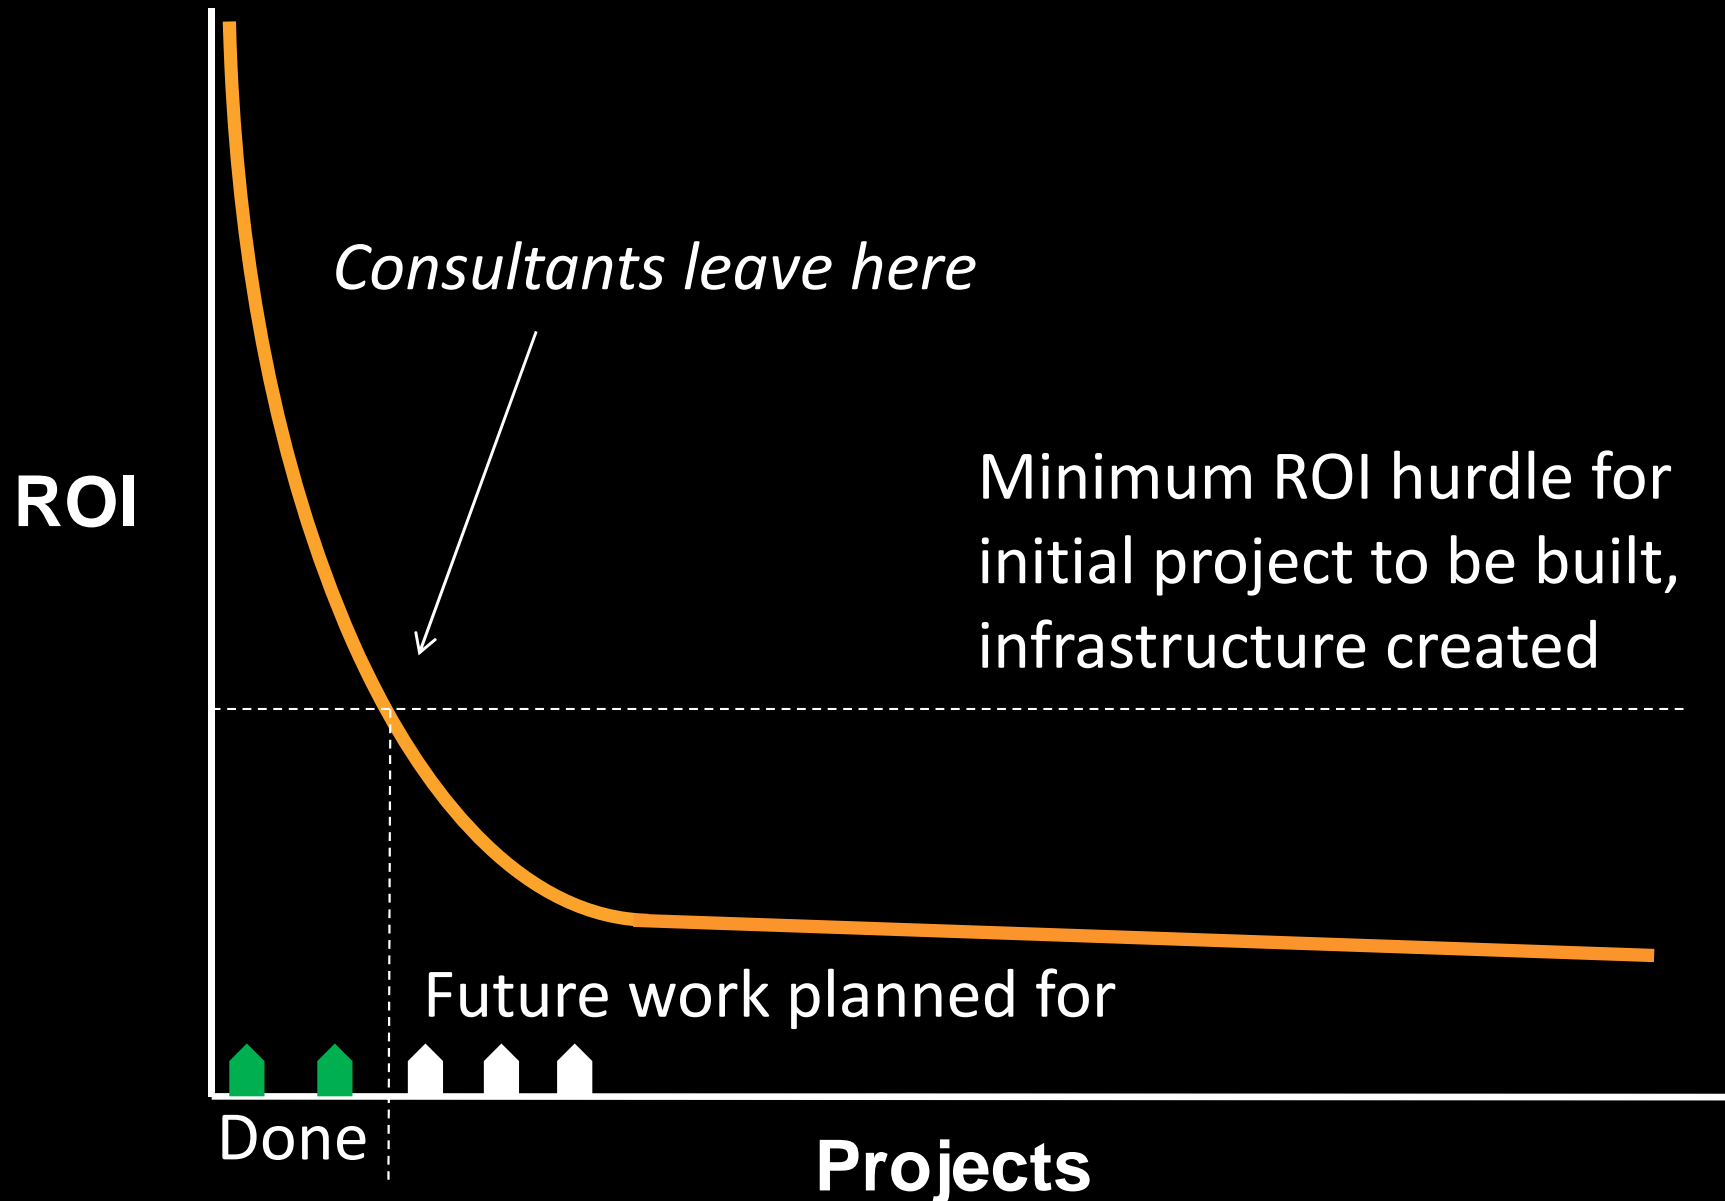 Consultants leave here
ROI
Minimum ROI hurdle for
initial project to be built,
infrastructure created
Future work planned for
Done
Projects